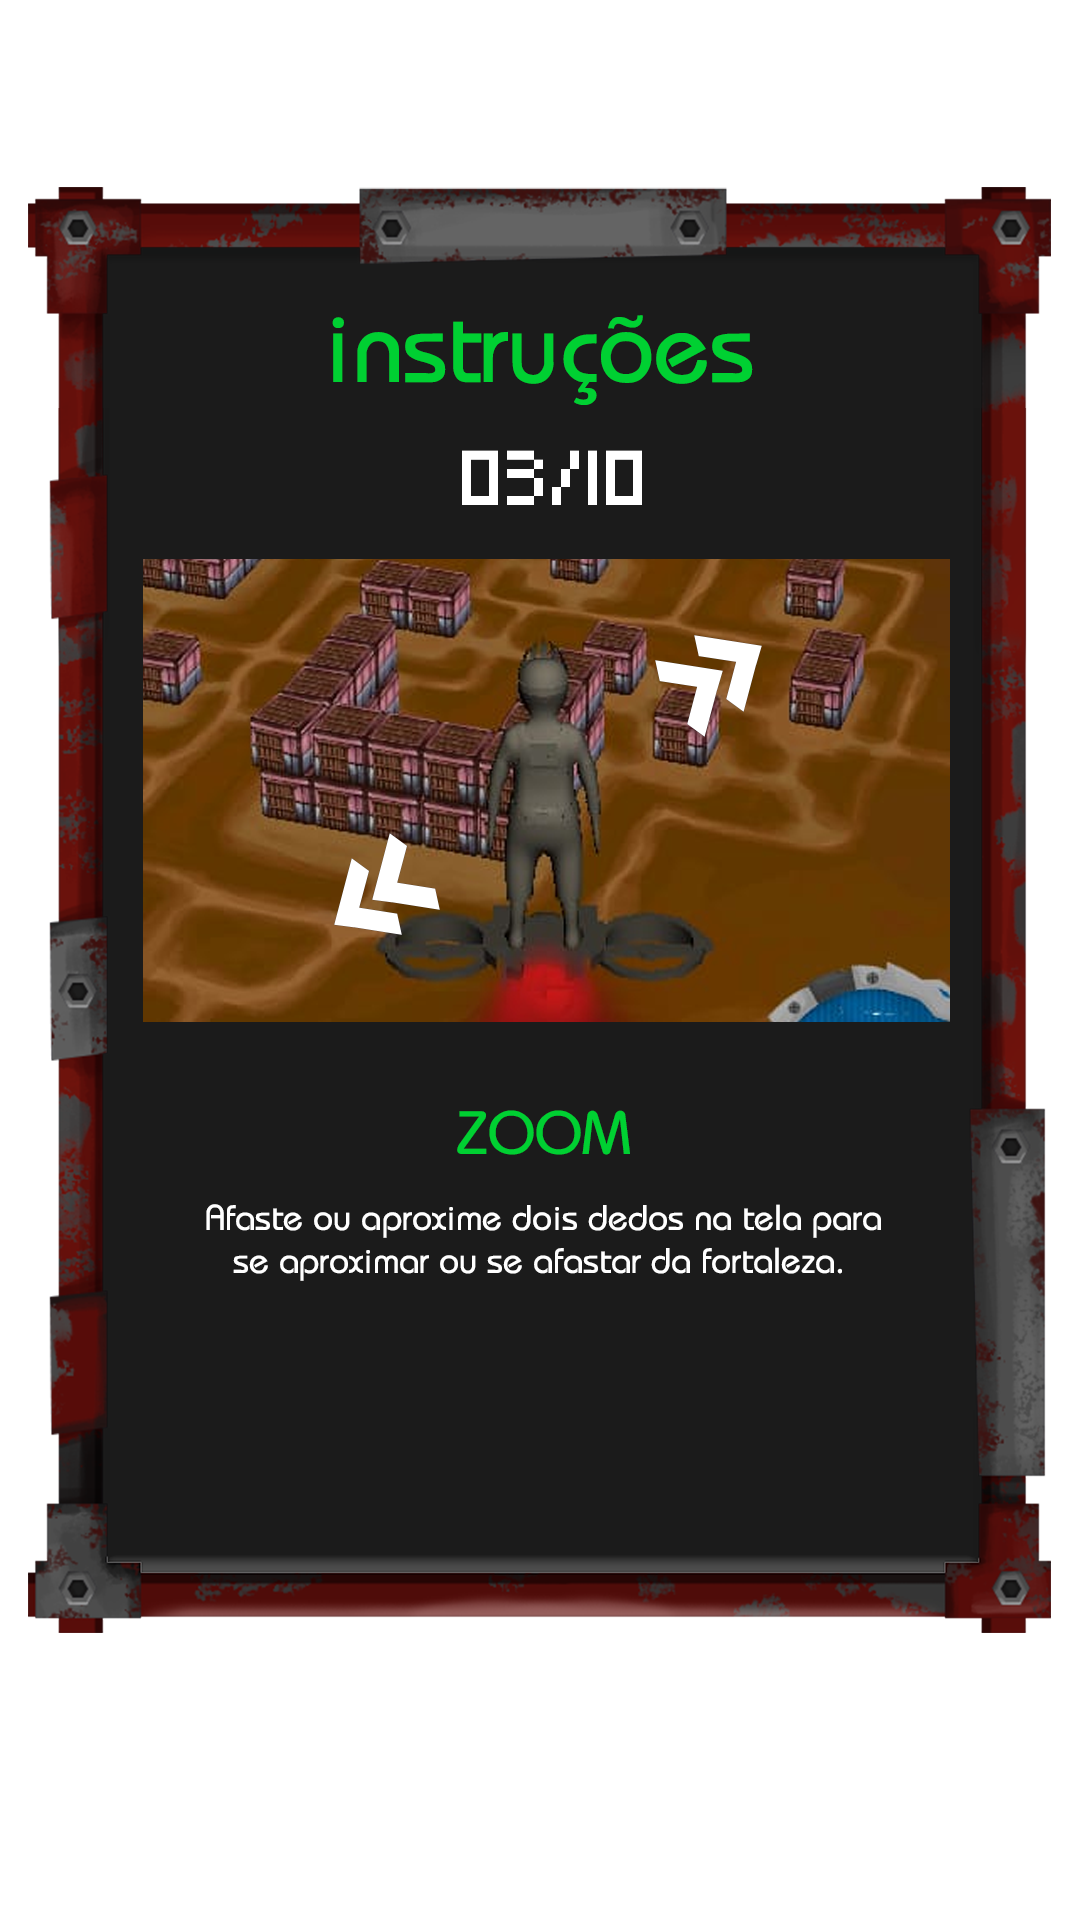 instruções
03/10
ZOOM
Afaste ou aproxime dois dedos na tela para
se aproximar ou se afastar da fortaleza.